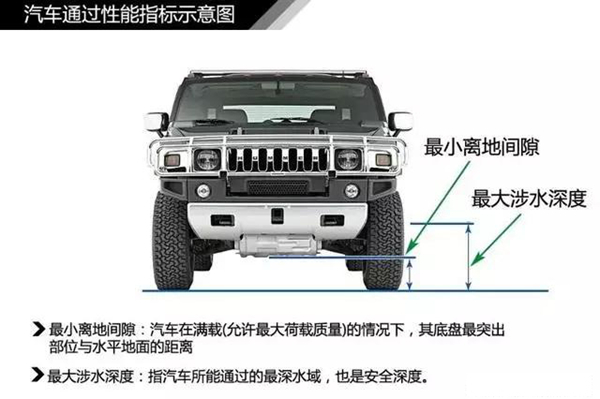 汽车通过性能指标示意图
最小离地间隙
最大涉水深度
最小离地间隙：汽车在满载(允许最大荷载质量)的情况下，其底盘最突出
部位与水平地面的距离
最大涉水深度：指汽车所能通过的最深水域，也是安全深度。